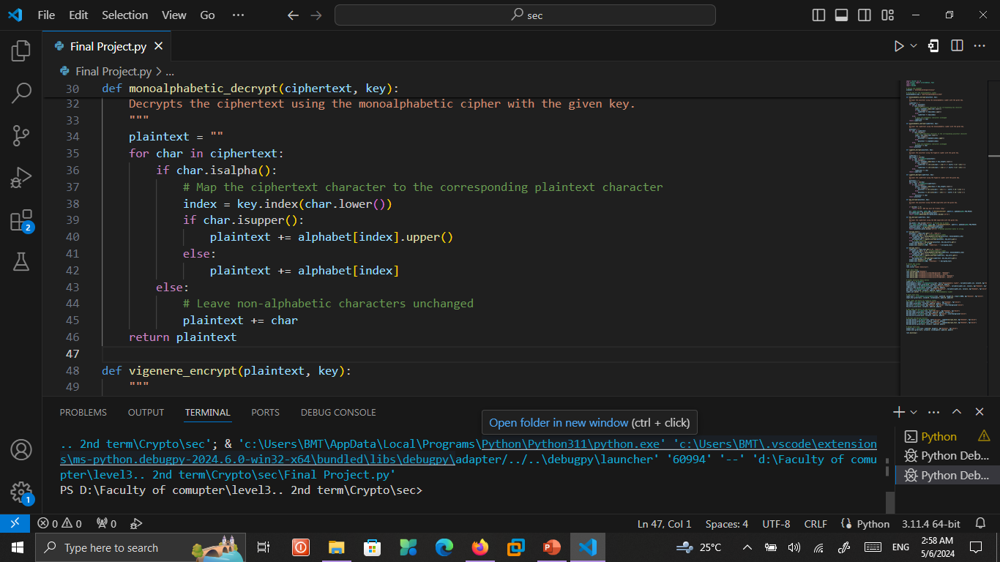 File Edit Selection View Go ··· sec
Final Project.py
Final Project.py > ...
30 def monoalphabetic_decrypt(ciphertext, key):
32 Decrypts the ciphertext using the monoalphabetic cipher with the given key.
33 """
34 plaintext = ""
35 for char in ciphertext:
36 if char.isalpha():
37 # Map the ciphertext character to the corresponding plaintext character
38 index = key.index(char.lower())
39 if char.isupper():
40 plaintext += alphabet[index].upper()
41 else:
42 plaintext += alphabet[index]
43 else:
44 # Leave non-alphabetic characters unchanged
45 plaintext += char
46 return plaintext
47
48 def vigenere_encrypt(plaintext, key):
49 """
2
PROBLEMS OUTPUT TERMINAL PORTS DEBUG CONSOLE
Open folder in new window (ctrl + click)
.. 2nd term\Crypto\sec'; & 'c:\Users\BMT\AppData\Local\Programs\Python\Python311\python.exe' 'c:\Users\BMT\.vscode\extension
s\ms-python.debugpy-2024.6.0-win32-x64\bundled\libs\debugpy\adapter/../..\debugpy\launcher' '60994' '--' 'd:\Faculty of comu
pter\level3.. 2nd term\Crypto\sec\Final Project.py'
PS D:\Faculty of comupter\level3.. 2nd term\Crypto\sec>
Python
Python Deb...
Python Deb...
1
0 0 0 Ln 47, Col 1 Spaces: 4 UTF-8 CRLF Python 3.11.4 64-bit
Type here to search 25°C ENG 2:58 AM
5/6/2024